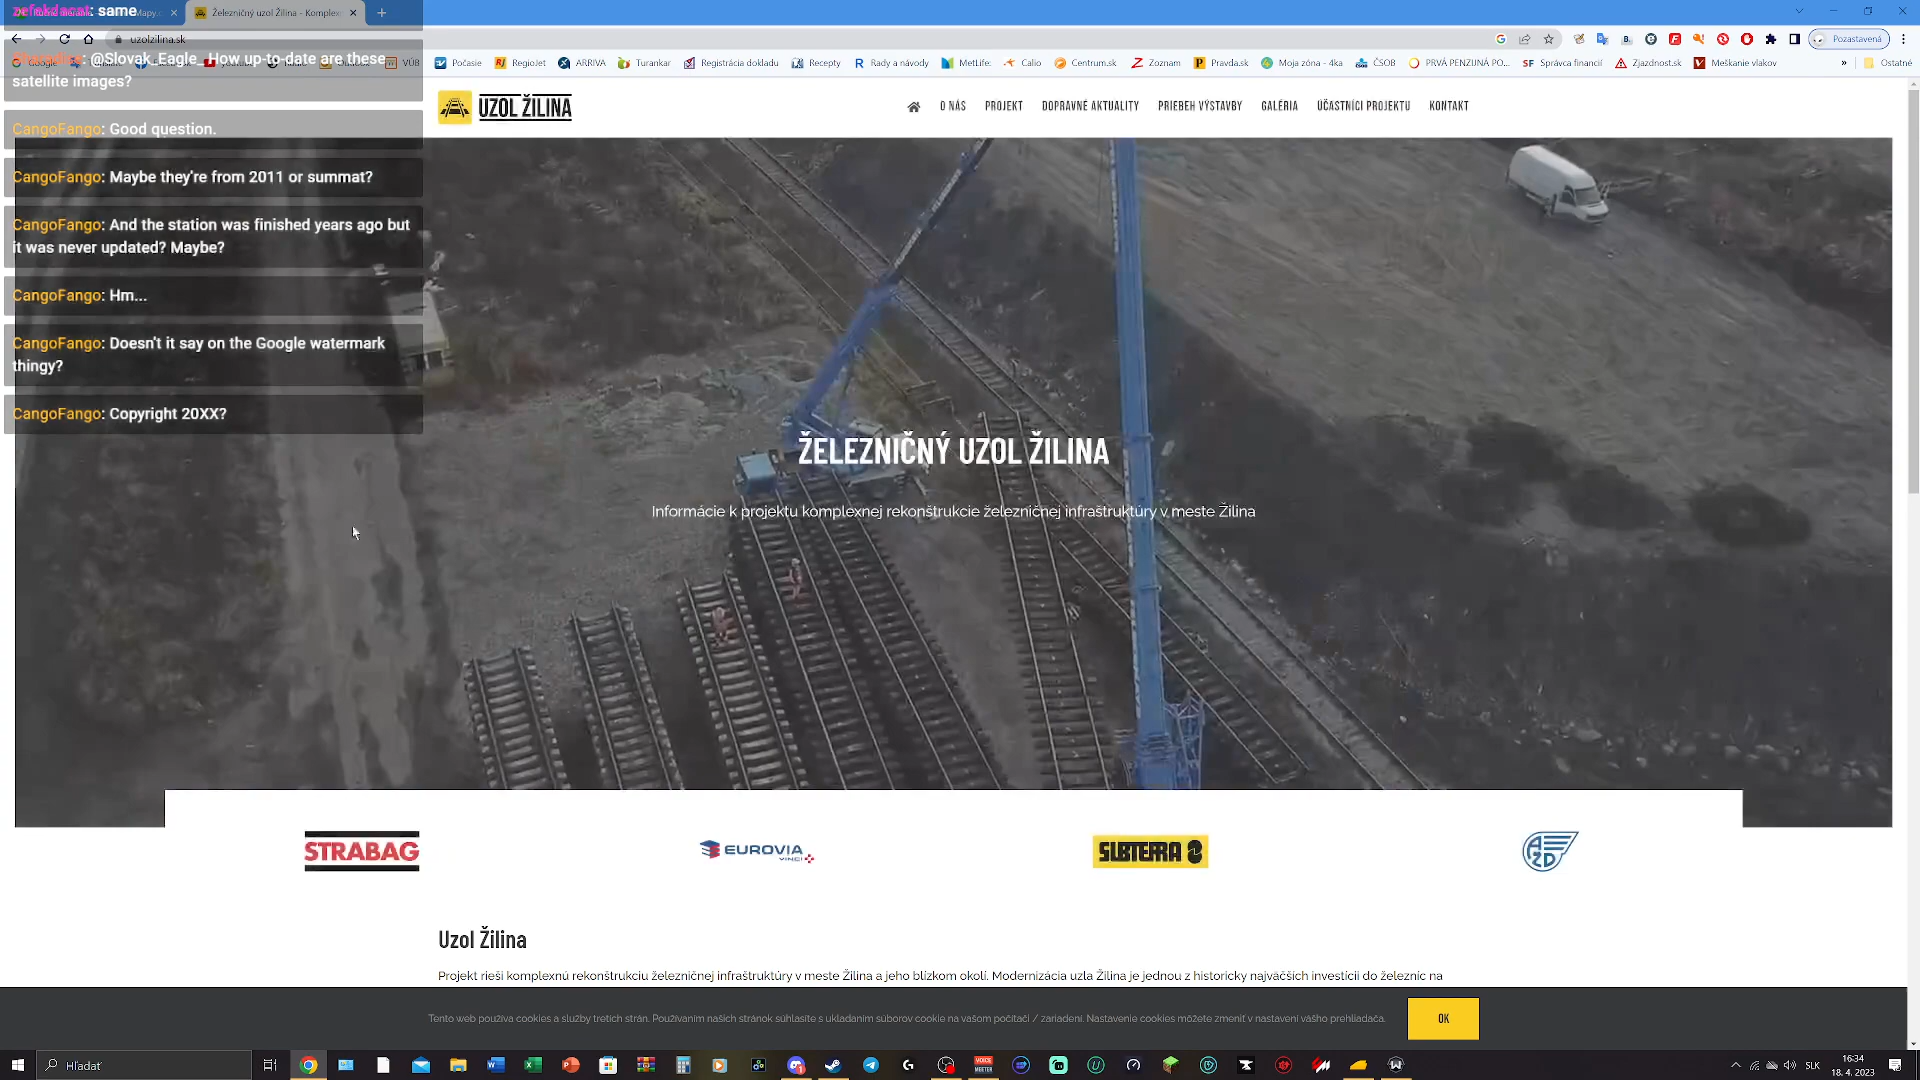 zefekdacst: same
Mapy.c
Železničný uzol Žilina - Komplex
uzolzilina.sk
Pozastavená
Google
VÚB
Počasie
RegioJet
ARRIVA
Turankar
Registrácia dokladu
Recepty
Rady a návody
MetLife.
Calio
Centrum.sk
Zoznam
Pravda.sk
Moja zóna - 4ka
ČSOB
PRVÁ PENZIJNÁ PO...
Správca financií
Zjazdnost.sk
Meškanie vlakov
»
Ostatné
: @Slovak_Eagle_ How up-to-date are these
satellite images?
CangoFango: Good question.
CangoFango: Maybe they're from 2011 or summat?
CangoFango: And the station was finished years ago but
it was never updated? Maybe?
CangoFango: Hm...
CangoFango: Doesn't it say on the Google watermark
thingy?
CangoFango: Copyright 20XX?
UZOL ŽILINA
O NÁS
PROJEKT
DOPRAVNÉ AKTUALITY
PRIEBEH VÝSTAVBY
GALÉRIA
ÚČASTNÍCI PROJEKTU
KONTAKT
ŽELEZNIČNÝ UZOL ŽILINA
Informácie k projektu komplexnej rekonštrukcie železničnej infraštruktúry v meste Žilina
STRABAG
EUROVIA
VINCI
SUBTERRA
AŽD
Uzol Žilina
Projekt rieši komplexnú rekonštrukciu železničnej infraštruktúry v meste Žilina a jeho blízkom okolí. Modernizácia uzla Žilina je jednou z historicky najväčších investícií do železníc na
Tento web používa cookies a služby tretích strán. Používaním našich stránok súhlasíte s ukladaním súborov cookie na vašom počítači / zariadení. Nastavenie cookies môžete zmeniť v nastavení vášho prehliadača.
OK
Hľadať
SLK
16:34
18. 4. 2023